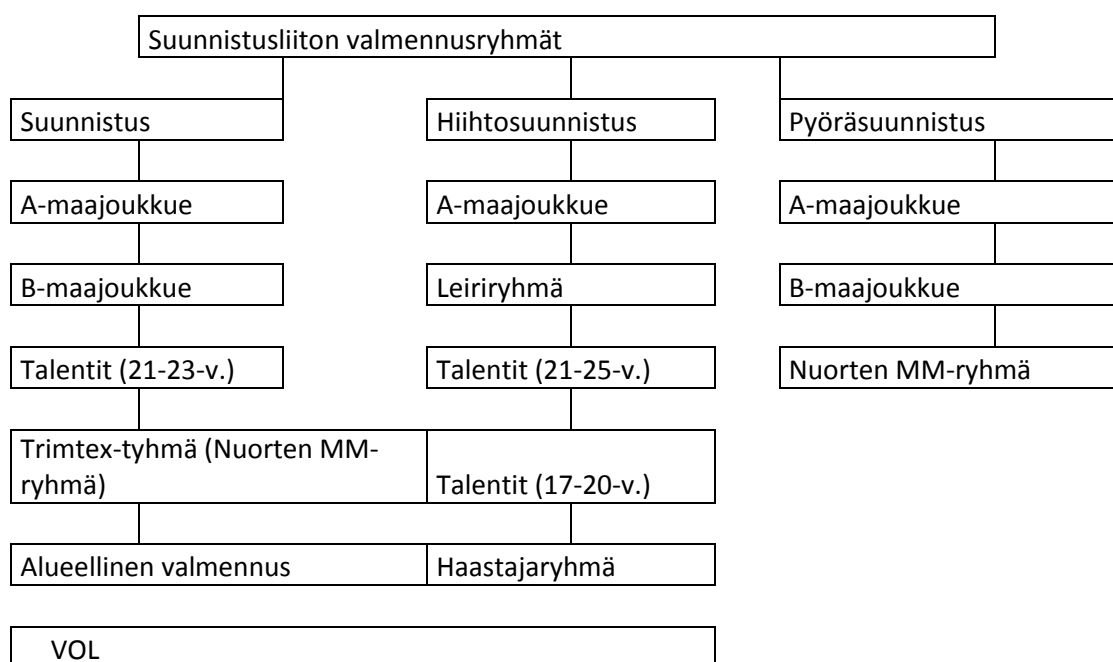 Suunnistusliiton valmennusryhmät
Suunnistus
Hiihtosuunnistus
Pyöräsuunnistus
A-maajoukkue
A-maajoukkue
A-maajoukkue
B-maajoukkue
Leiriryhmä
B-maajoukkue
Talentit (21-23-v.)
Talentit (21-25-v.)
Nuorten MM-ryhmä
Trimtex-tyhmä (Nuorten MM-
ryhmä)
Talentit (17-20-v.)
Alueellinen valmennus
Haastajaryhmä
VOL